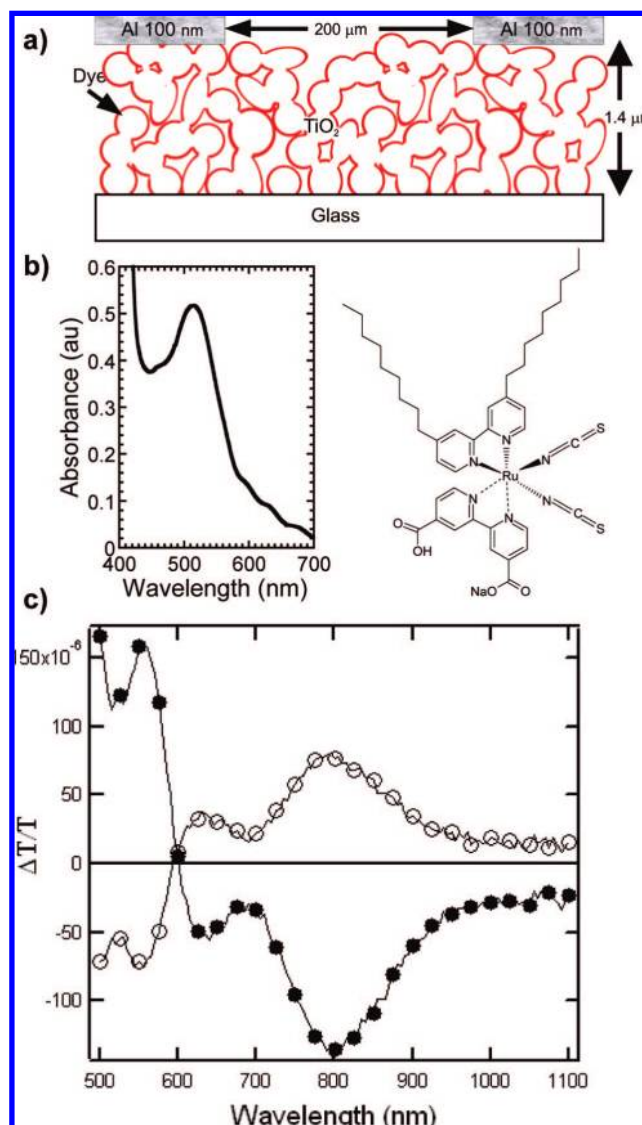 a)
Al 100 nm
200 μm
Al 100 nm
Dye
TiO2
1.4 μ
Glass
b)
0.6
0.5
0.4
0.3
0.2
0.1
0
Absorbance (au)
400
500
600
700
Wavelength (nm)
N
N
N
N
Ru
N
C
S
N
C
S
O
OH
NaO
O
c)
150x10-6
100
50
0
-50
-100
ΔT/T
500
600
700
800
900
1000
1100
Wavelength (nm)